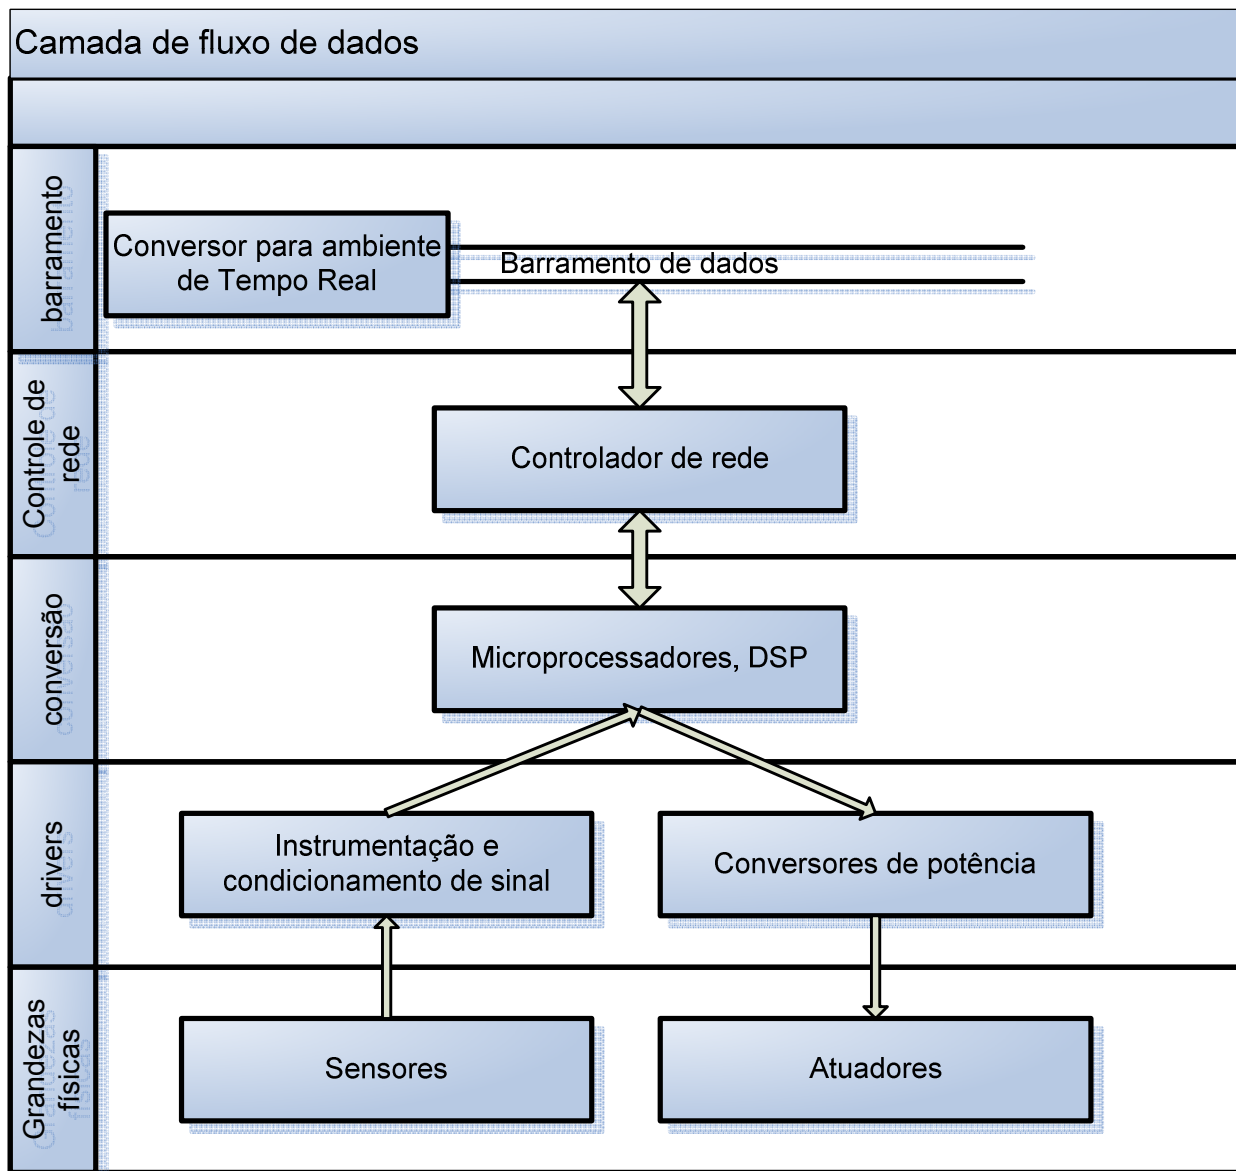 Camada de fluxo de dados
barramento
Conversor para ambiente
de Tempo Real
Barramento de dados
Controle de
rede
Controlador de rede
conversão
Microprocessadores, DSP
drivers
Instrumentação e
condicionamento de sinal
Conversores de potência
Grandezas
físicas
Sensores
Atuadores